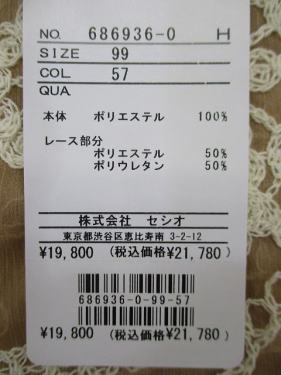 NO. 686936-0 H
SIZE 99
COL 57
QUA
本体 ポリエステル 100%
レース部分
ポリエステル 50%
ポリウレタン 50%
株式会社 セシオ
東京都渋谷区恵比寿南 3-2-12
¥19,800 (税込価格¥21,780)
686936-0-99-57
¥19,800 (税込価格¥21,780)